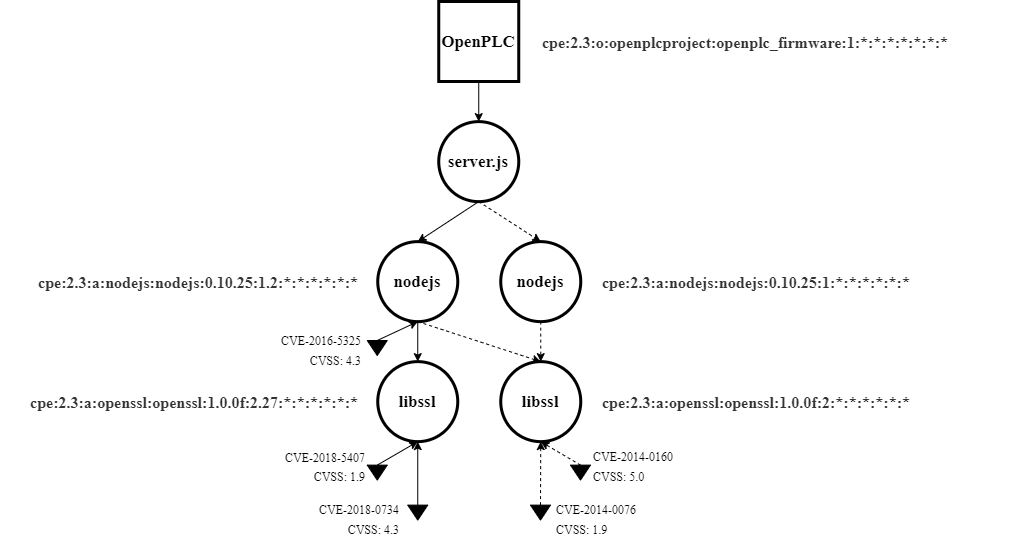 OpenPLC
cpe:2.3:o:openplcproject:openplc_firmware:1:*:*:*:*:*:*:*
server.js
cpe:2.3:a:nodejs:nodejs:0.10.25:1.2:*:*:*:*:*:*
nodejs
nodejs
cpe:2.3:a:nodejs:nodejs:0.10.25:1:*:*:*:*:*:*
CVE-2016-5325
CVSS: 4.3
cpe:2.3:a:openssl:openssl:1.0.0f:2.27:*:*:*:*:*:*
libssl
libssl
cpe:2.3:a:openssl:openssl:1.0.0f:2:*:*:*:*:*:*
CVE-2018-5407
CVSS: 1.9
CVE-2014-0160
CVSS: 5.0
CVE-2018-0734
CVSS: 4.3
CVE-2014-0076
CVSS: 1.9